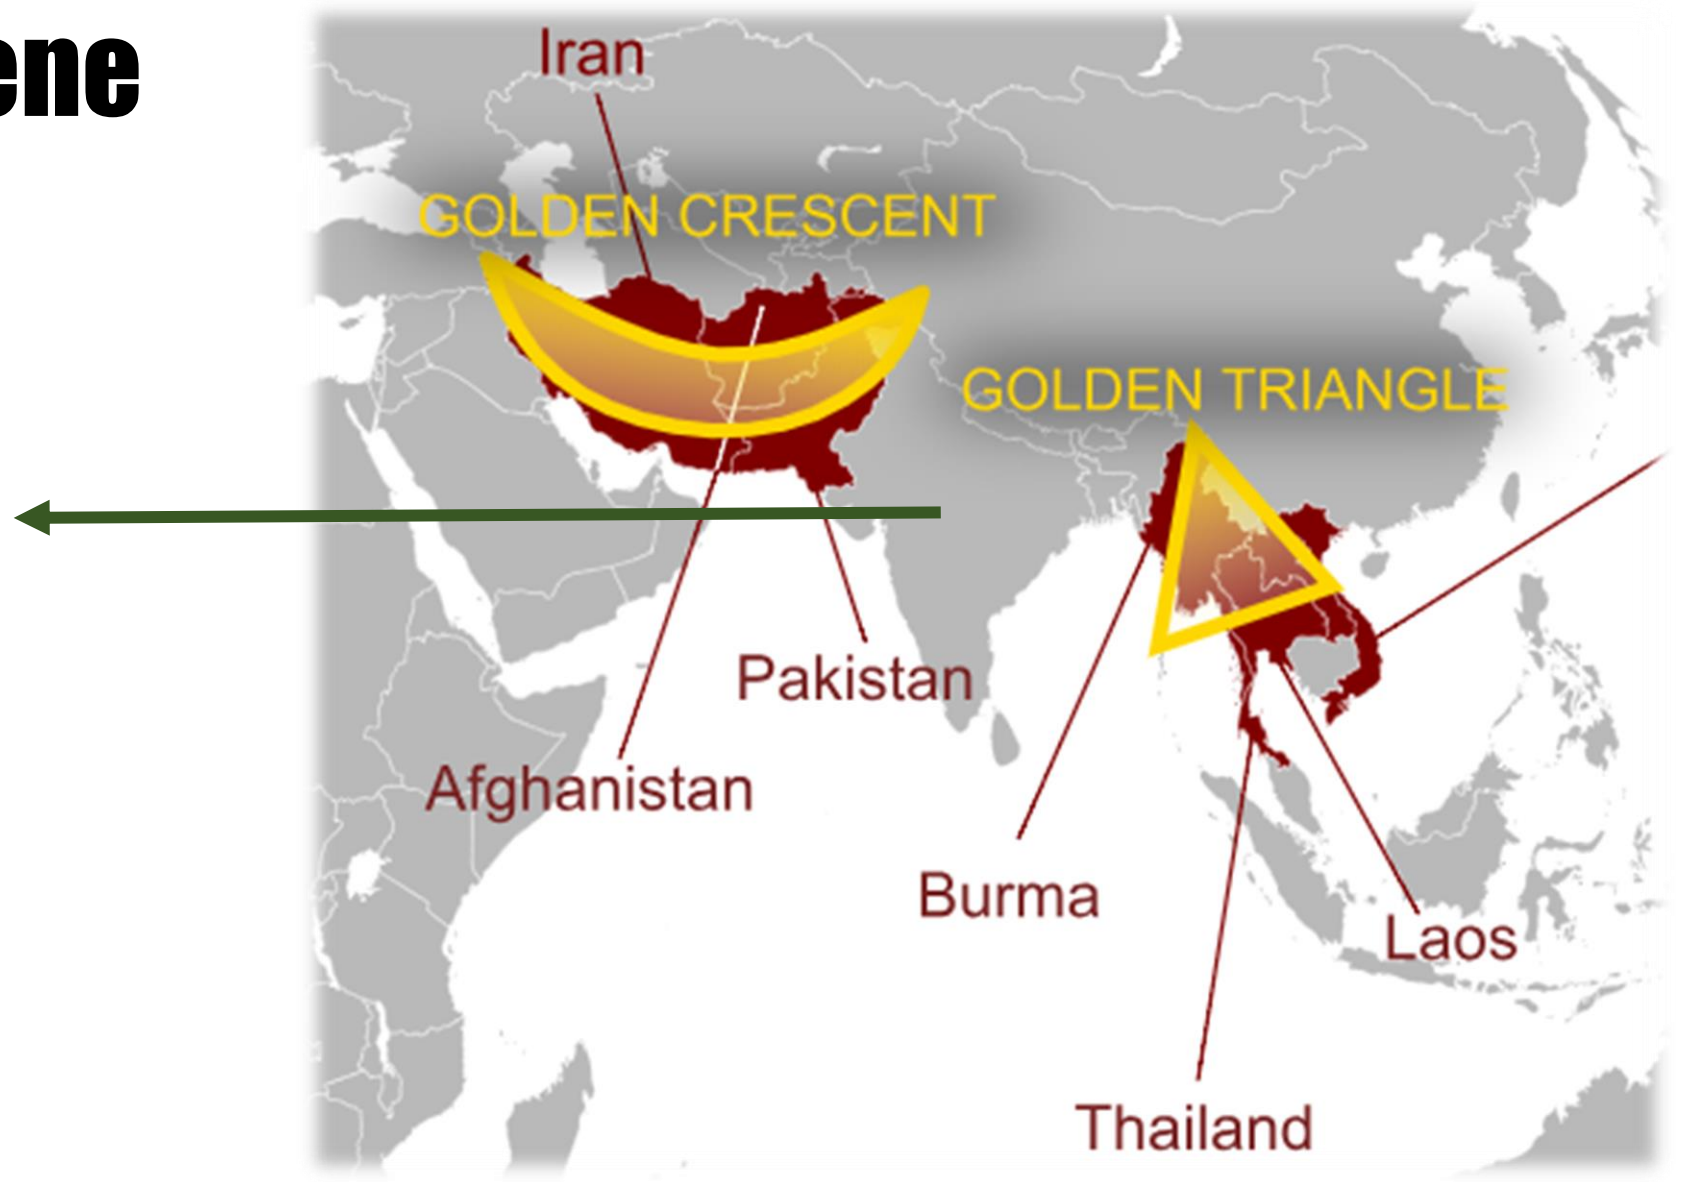 ene
Iran
GOLDEN CRESCENT
GOLDEN TRIANGLE
Pakistan
Afghanistan
Burma
Laos
Thailand